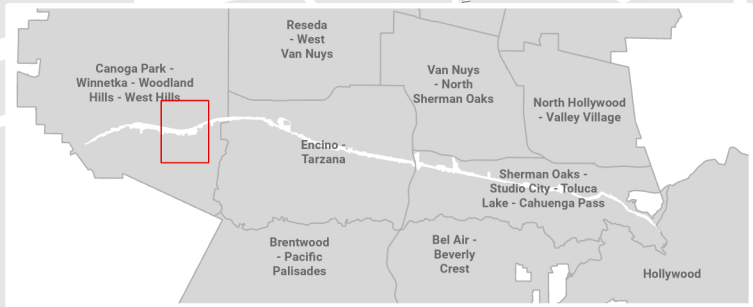 Reseda
- West
Van Nuys
Canoga Park -
Winnetka - Woodland
Hills - West Hills
Van Nuys
- North
Sherman Oaks
North Hollywood
- Valley Village
Encino -
Tarzana
Sherman Oaks -
Studio City - Toluca
Lake - Cahuenga Pass
Brentwood
- Pacific
Palisades
Bel Air -
Beverly
Crest
Hollywood